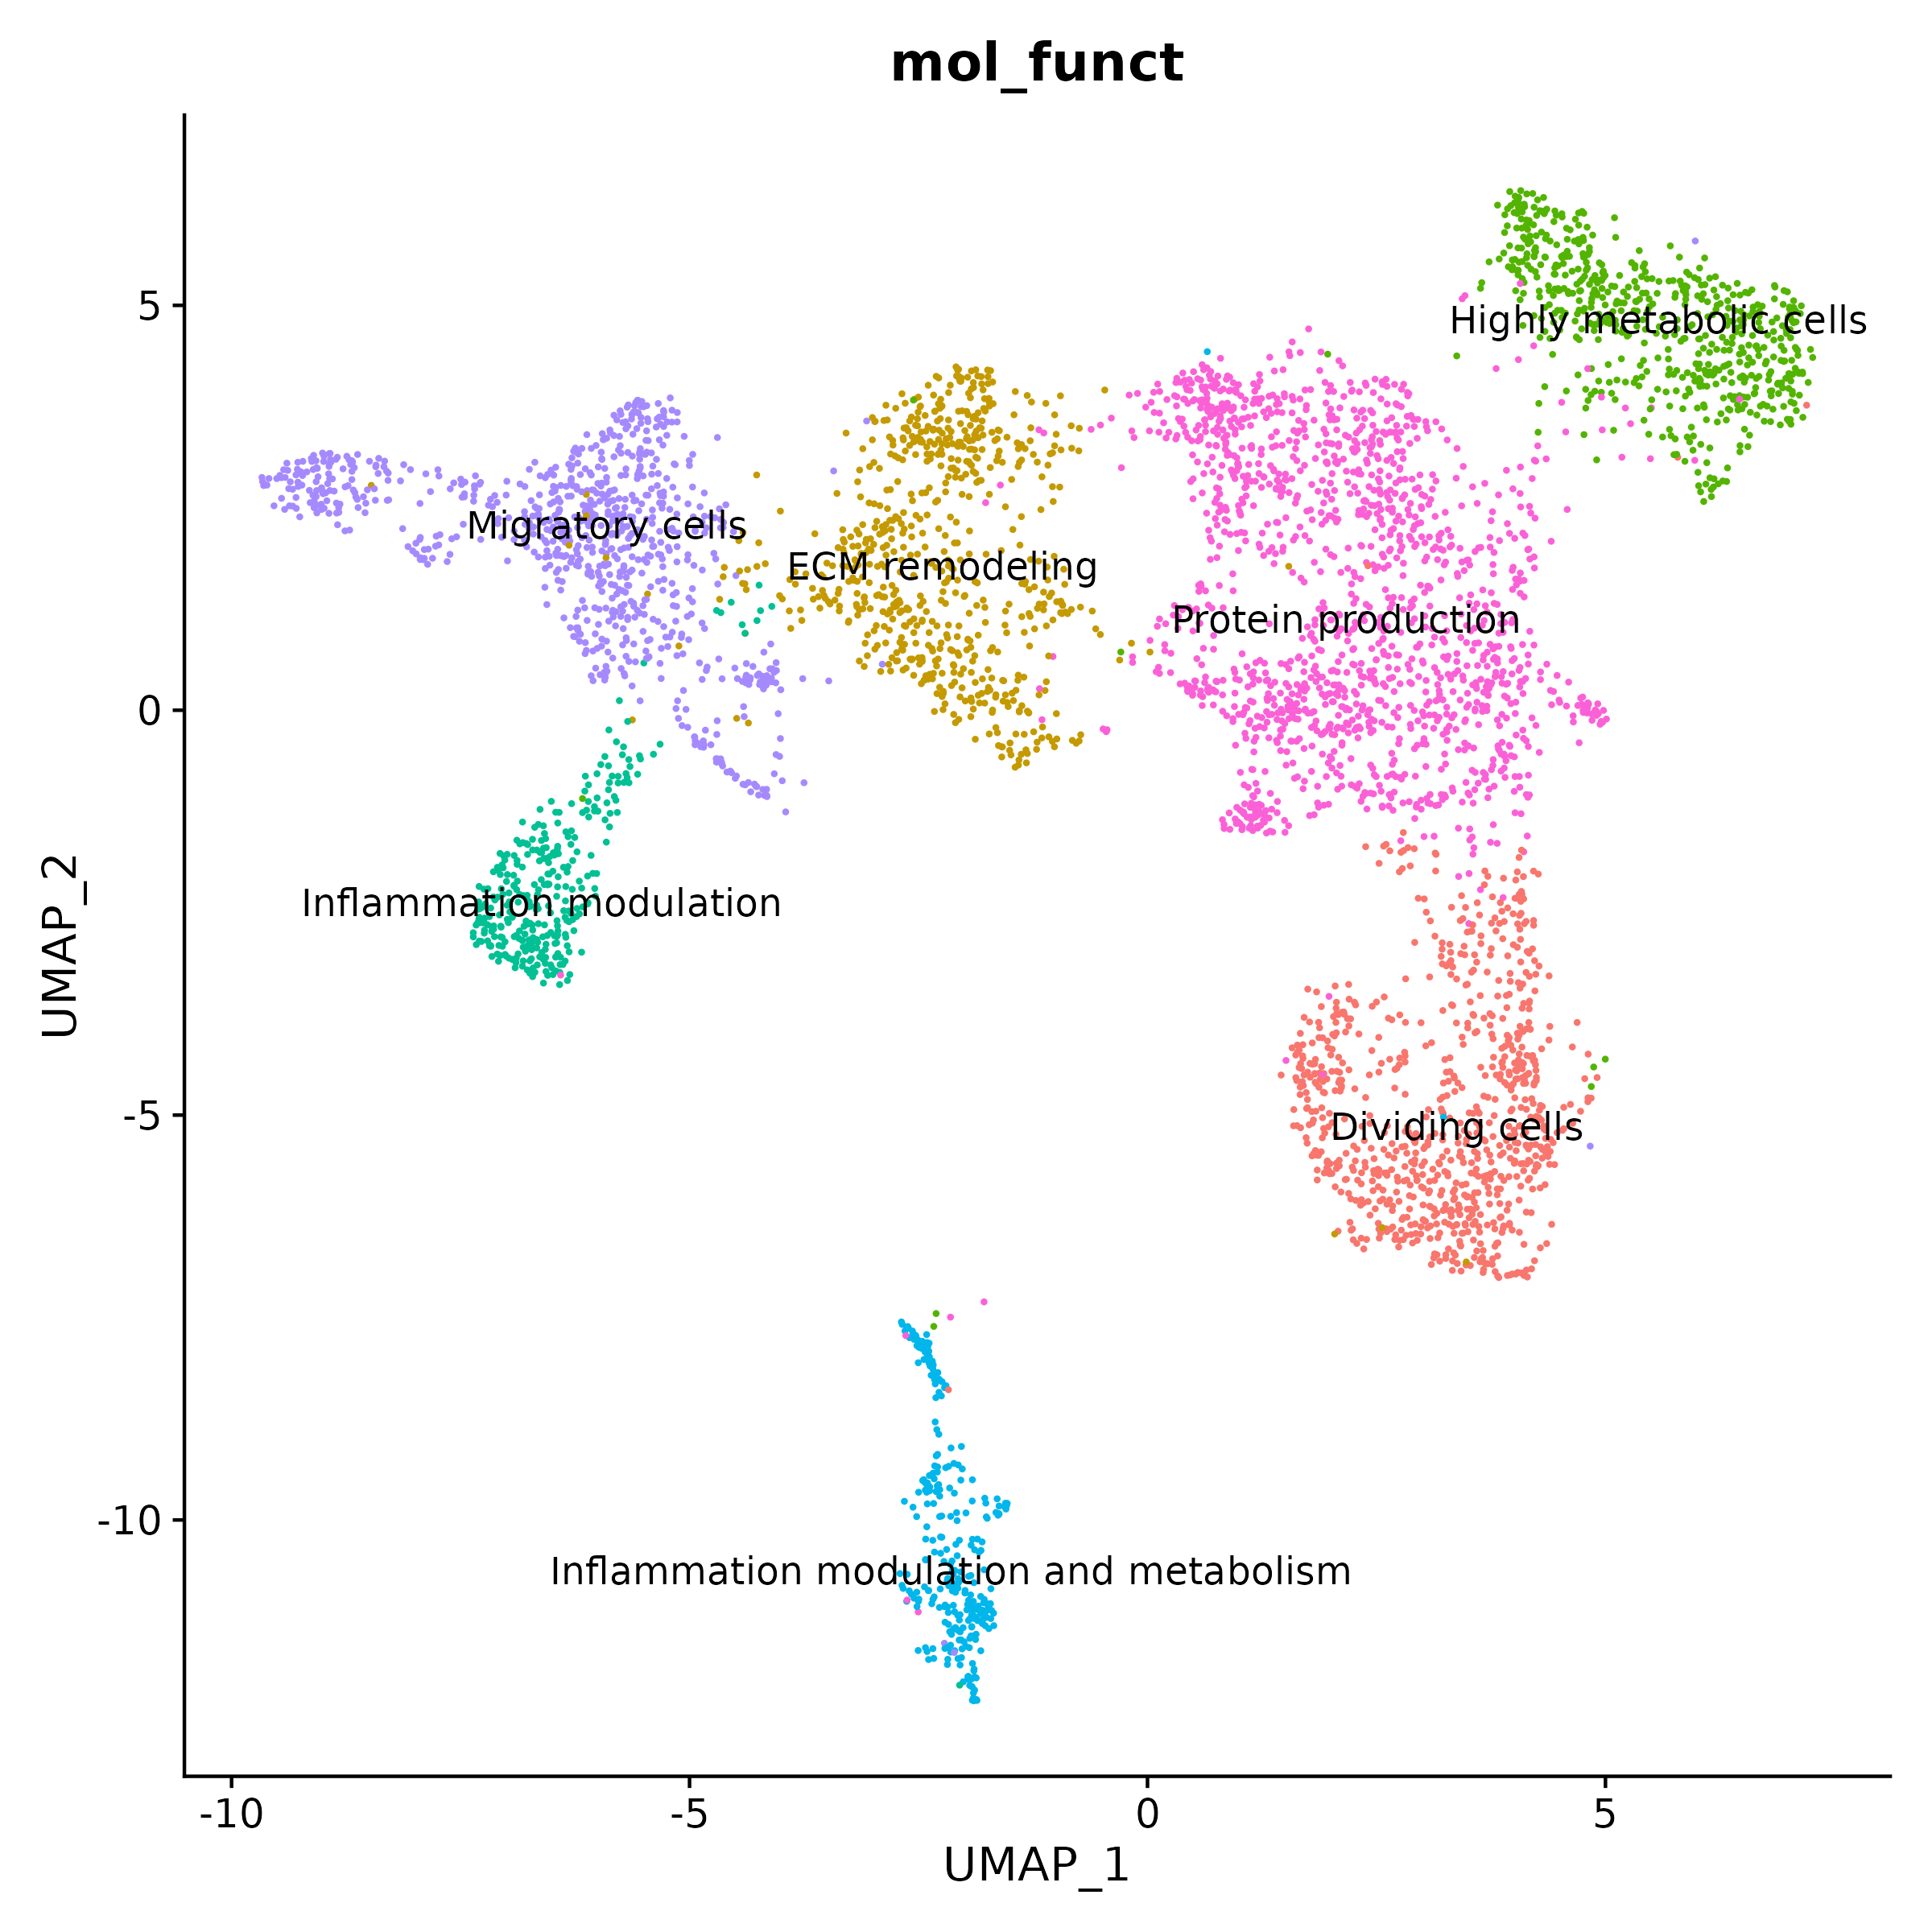 mol_funct
5
Highly metabolic cells
Migratory cells
ECM remodeling
Protein production
0
Inflammation modulation
UMAP_2
-5
Dividing cells
-10
Inflammation modulation and metabolism
-10 -5 0 5
UMAP_1